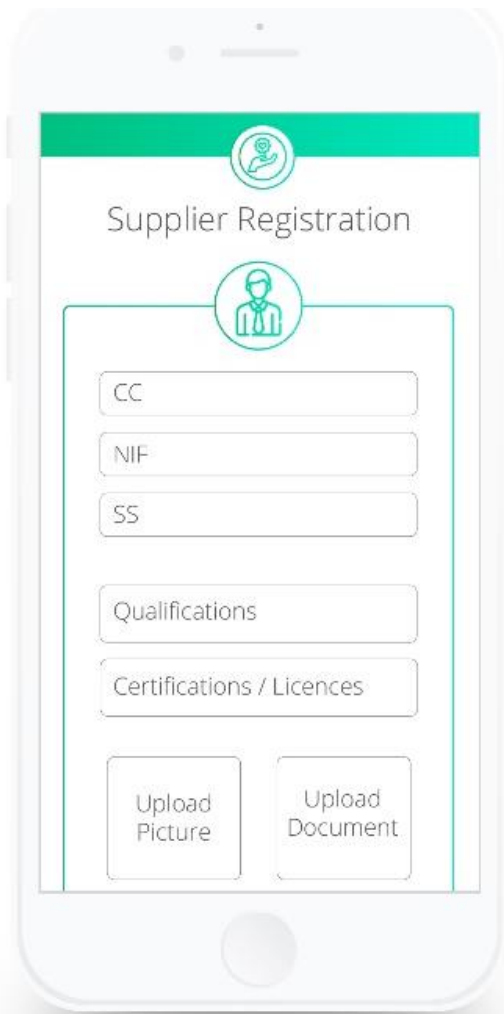 Supplier Registration
CC
NIF
SS
Qualifications
Certifications / Licences
Upload
Picture
Upload
Document